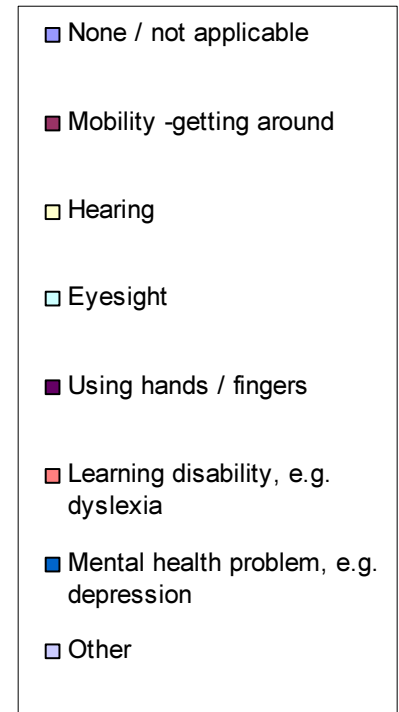 None / not applicable
Mobility -getting around
Hearing
Eyesight
Using hands / fingers
Learning disability, e.g.
dyslexia
Mental health problem, e.g.
depression
Other